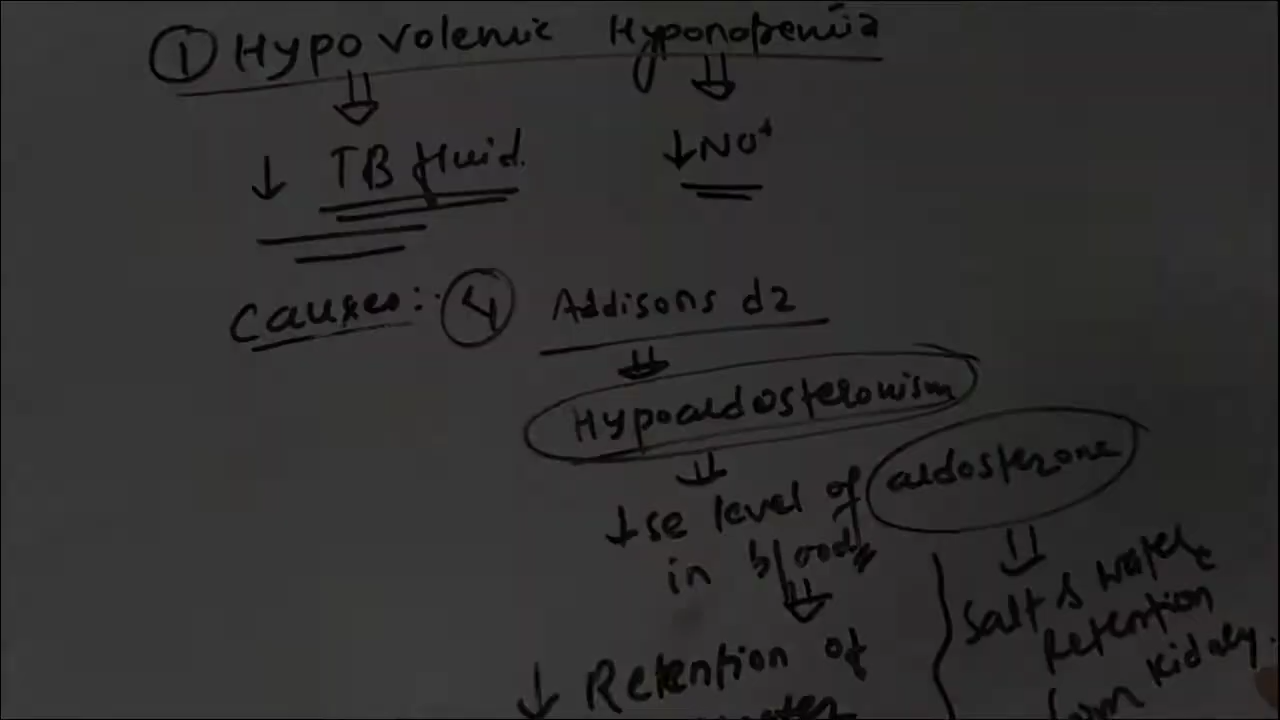 ① Hypovolemic Hyponatremia
↓ TB fluid.
↓ Na⁺
Causes: ④ Addisons dz
Hypoaldosteronism
↓se level of aldosterone
in blood
Salt & water
Retention
from Kidney.
↓ Retention of
water